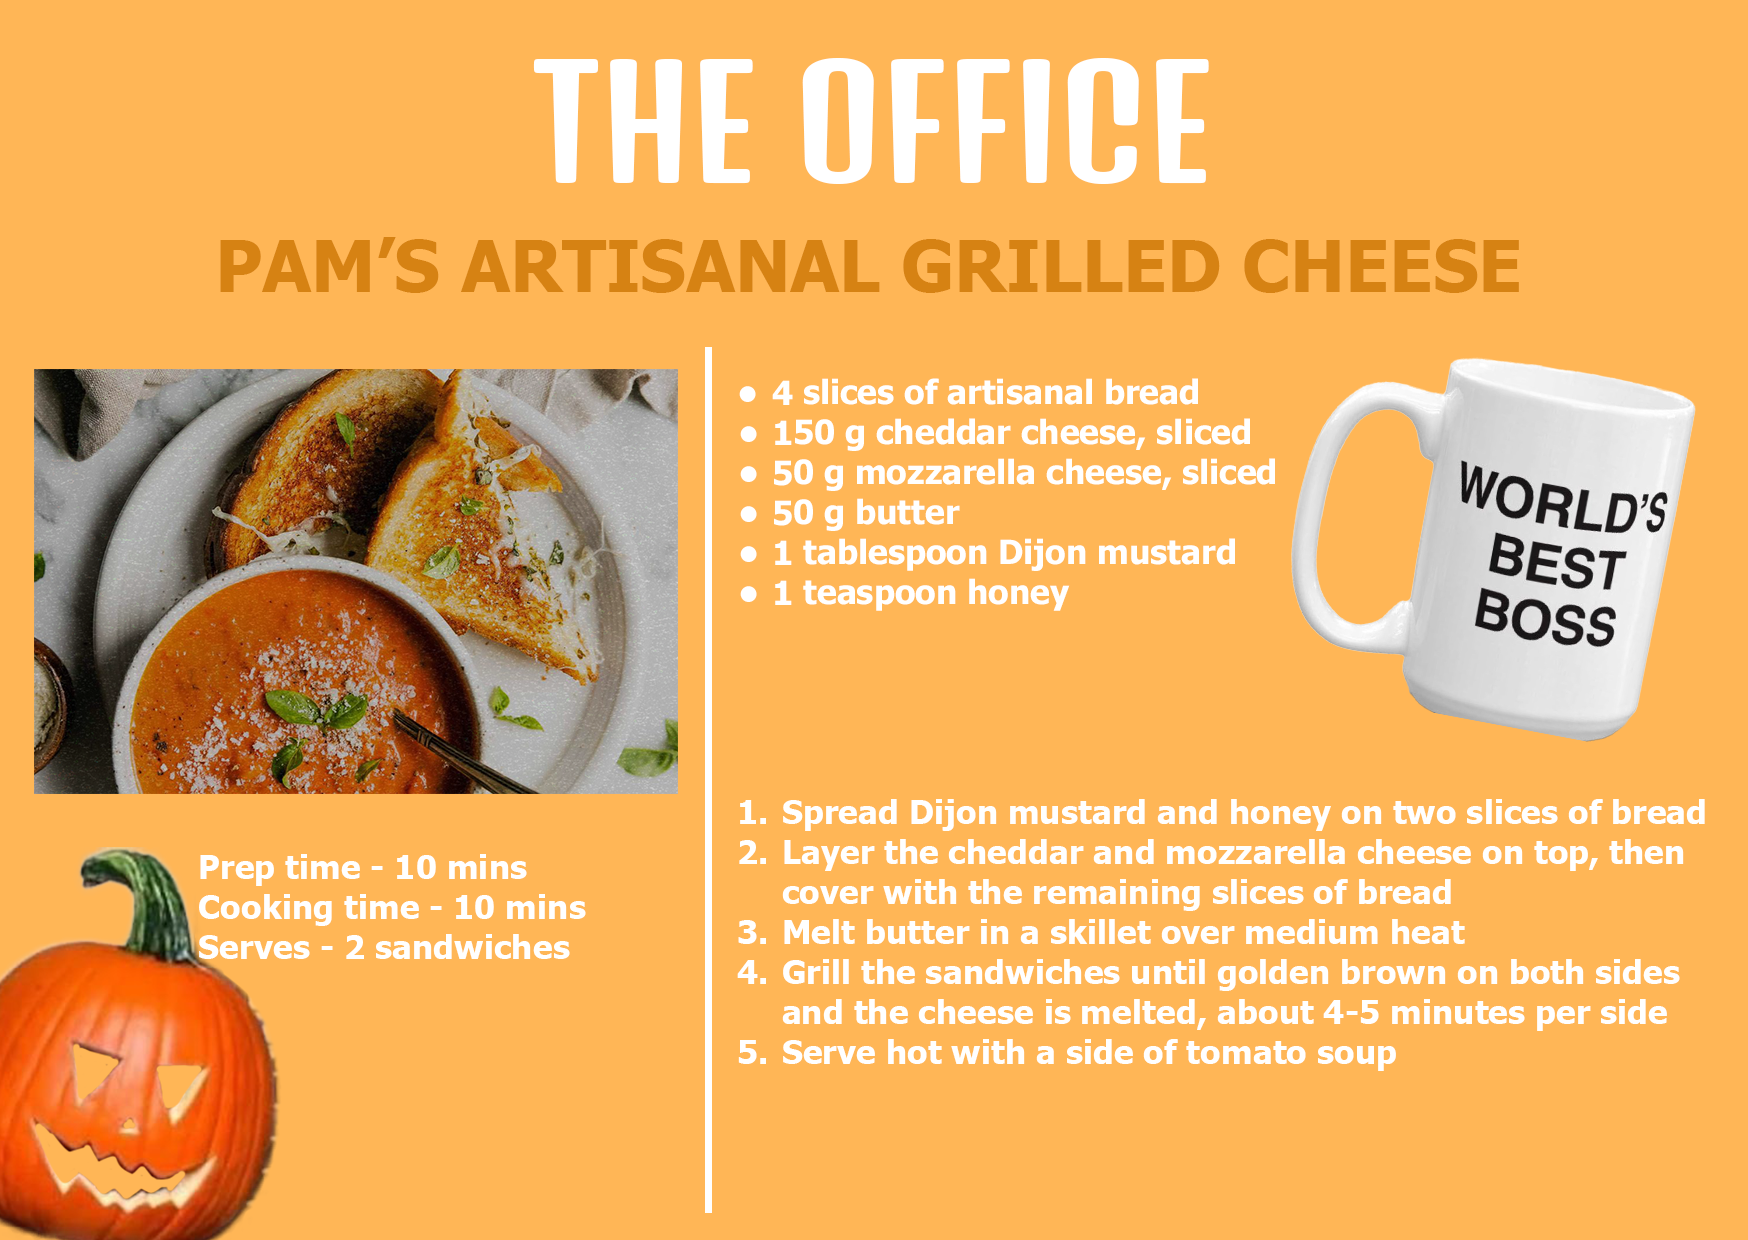 THE OFFICE
PAM'S ARTISANAL GRILLED CHEESE
● 4 slices of artisanal bread
● 150 g cheddar cheese, sliced
● 50 g mozzarella cheese, sliced
● 50 g butter
● 1 tablespoon Dijon mustard
● 1 teaspoon honey
WORLD'S
BEST
BOSS
Prep time - 10 mins
Cooking time - 10 mins
Serves - 2 sandwiches
1. Spread Dijon mustard and honey on two slices of bread
2. Layer the cheddar and mozzarella cheese on top, then
cover with the remaining slices of bread
3. Melt butter in a skillet over medium heat
4. Grill the sandwiches until golden brown on both sides
and the cheese is melted, about 4-5 minutes per side
5. Serve hot with a side of tomato soup